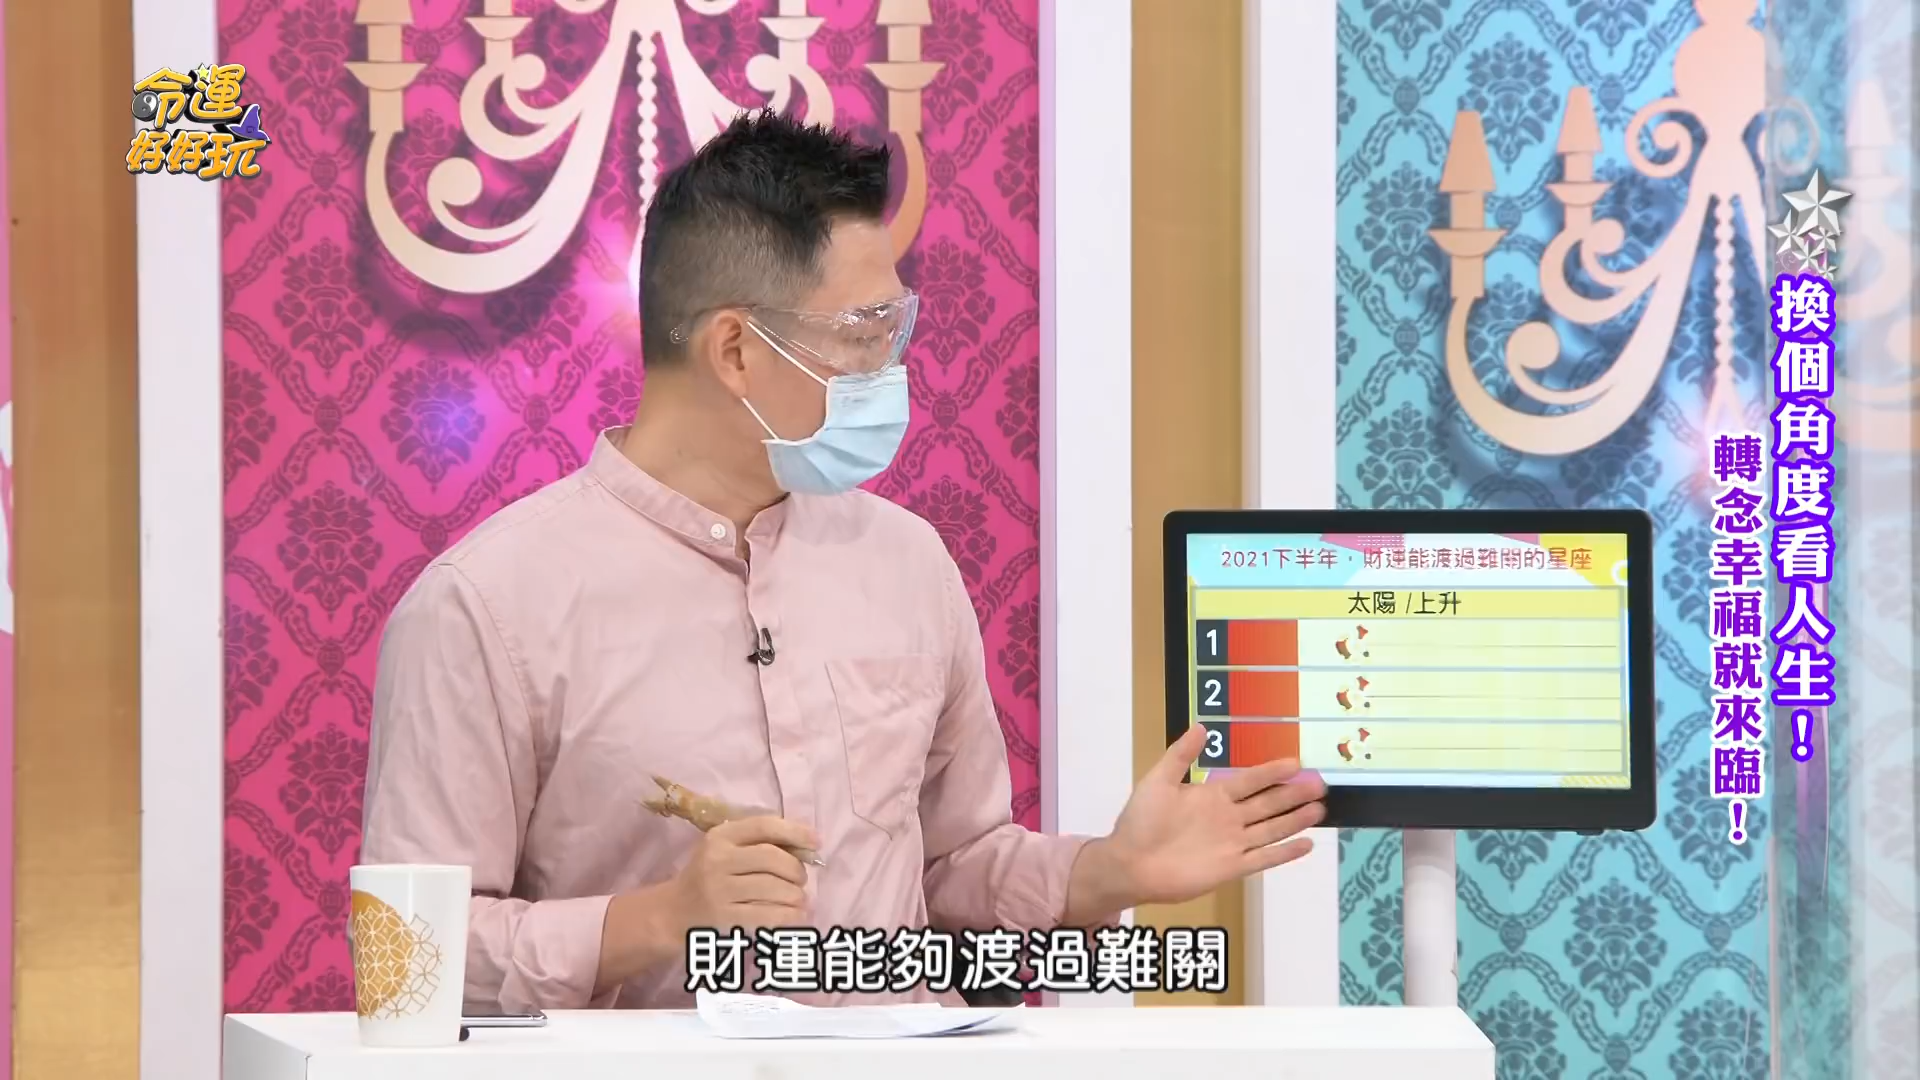 命運
好好玩
換個角度看人生！
轉念幸福就來臨！
2021下半年，財運能渡過難關的星座
太陽/上升
1
2
3
財運能夠渡過難關